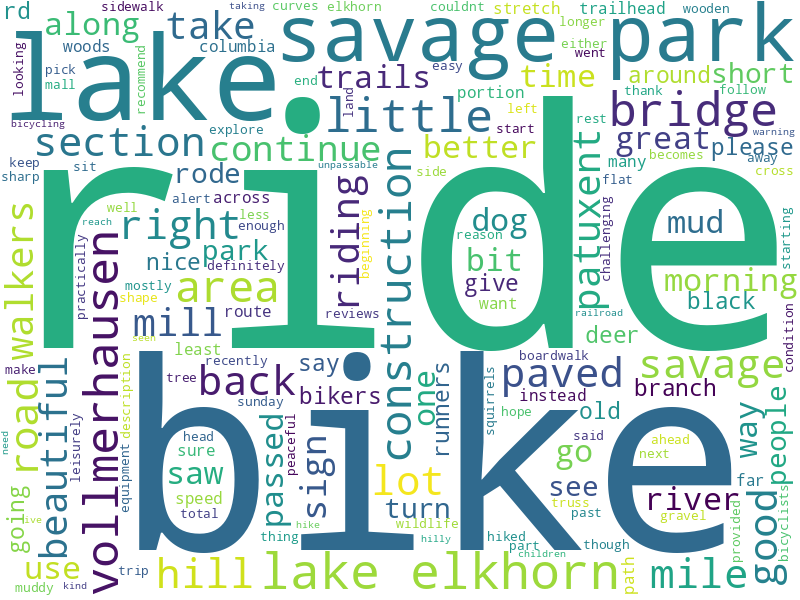 rd
sidewalk
taking
curves
elkhorn
couldnt
stretch
trailhead
wooden
longer
along
take
savage
park
lake
woods
columbia
looking
pick
mall
recommend
trails
easy
end
portion
time
either
went
around
short
thank
follow
bicycling
explore
land
little
left
bridge
section
continue
start
rest
becomes
warning
great
please
many
away
keep
sit
sharp
rode
unpassable
better
side
flat
cross
alert
across
ride
walkers
reach
well
less
enough
right
park
riding
beginning
construction
dog
reason
patuxent
challenging
mud
starting
nice
definitely
practically
mostly
area
bit
give
want
morning
black
shape
route
reviews
railroad
vollmerhausen
mill
seen
deer
condition
make
least
say
boardwalk
beautiful
recently
tree
back
bikers
one
runners
squirrels
paved
savage
instead
branch
old
sunday
bike
road
leisurely
description
head
sure
saw
speed
total
passed
peaceful
sign
hope
said
go
see
ahead
next
way
people
need
going
equipment
lot
turn
river
far
truss
past
gravel
good
provided
bicyclists
thing
hike
wildlife
hilly
hiked
part
though
live
use
muddy
kind
trip
hill
lake elkhorn
children
path
mile